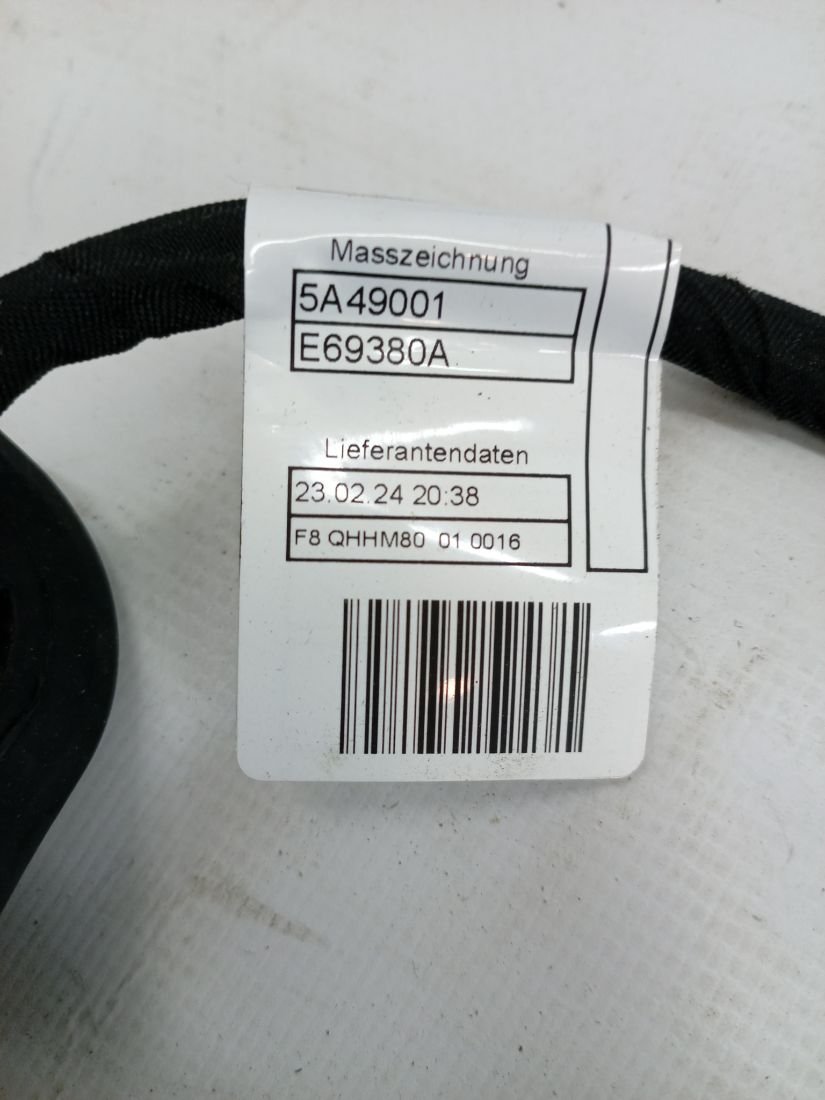 Masszeichnung
5A49001
E69380A
Lieferantendaten
23.02.24 20:38
F8 QHHM80 01 0016